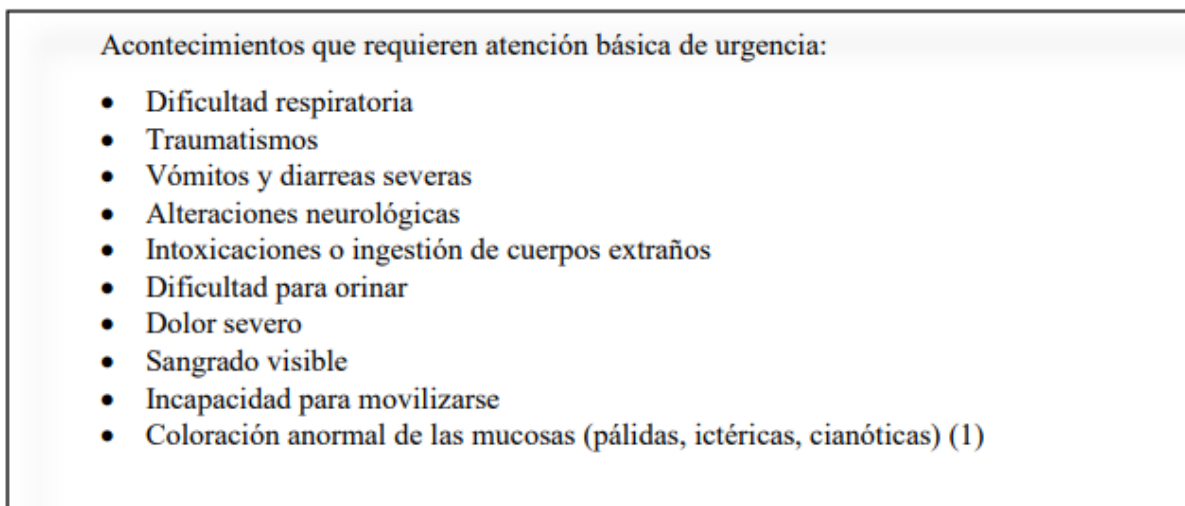 Acontecimientos que requieren atención básica de urgencia:
• Dificultad respiratoria
• Traumatismos
• Vómitos y diarreas severas
• Alteraciones neurológicas
• Intoxicaciones o ingestión de cuerpos extraños
• Dificultad para orinar
• Dolor severo
• Sangrado visible
• Incapacidad para movilizarse
• Coloración anormal de las mucosas (pálidas, ictéricas, cianóticas) (1)